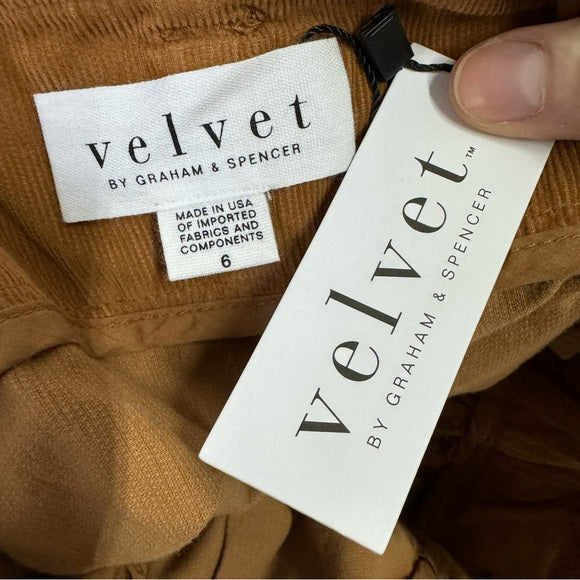 velvet
BY GRAHAM & SPENCER
MADE IN USA
OF IMPORTED
FABRICS AND
COMPONENTS
6
velvet™
BY GRAHAM & SPENCER